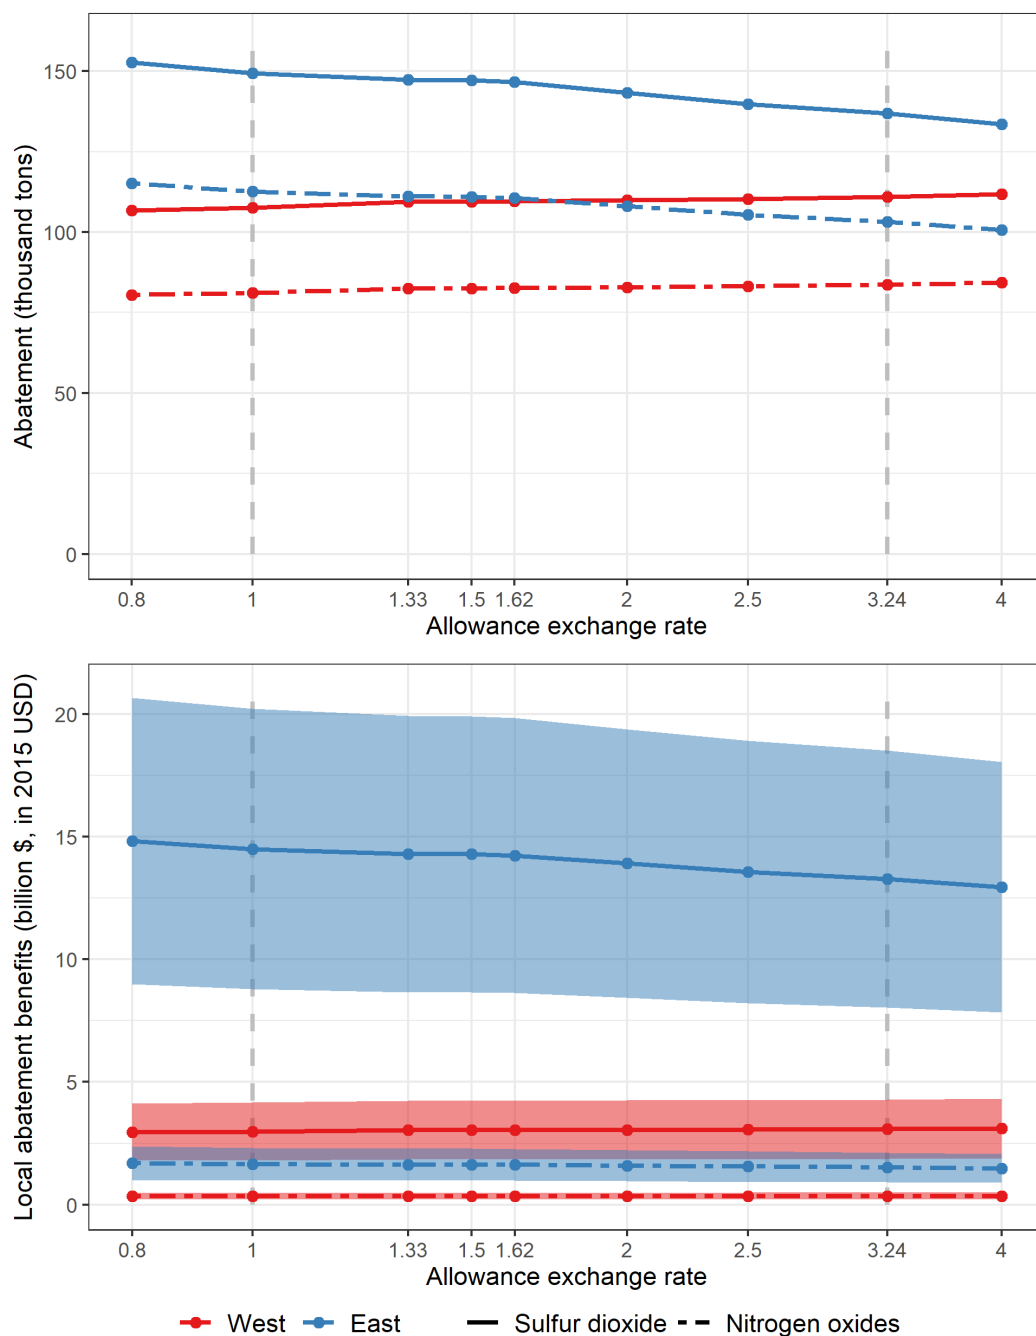 Abatement (thousand tons)
150
100
50
0
0.8 1 1.33 1.5 1.62 2 2.5 3.24 4
Allowance exchange rate
Local abatement benefits (billion $, in 2015 USD)
20
15
10
5
0
0.8 1 1.33 1.5 1.62 2 2.5 3.24 4
Allowance exchange rate
West East Sulfur dioxide Nitrogen oxides